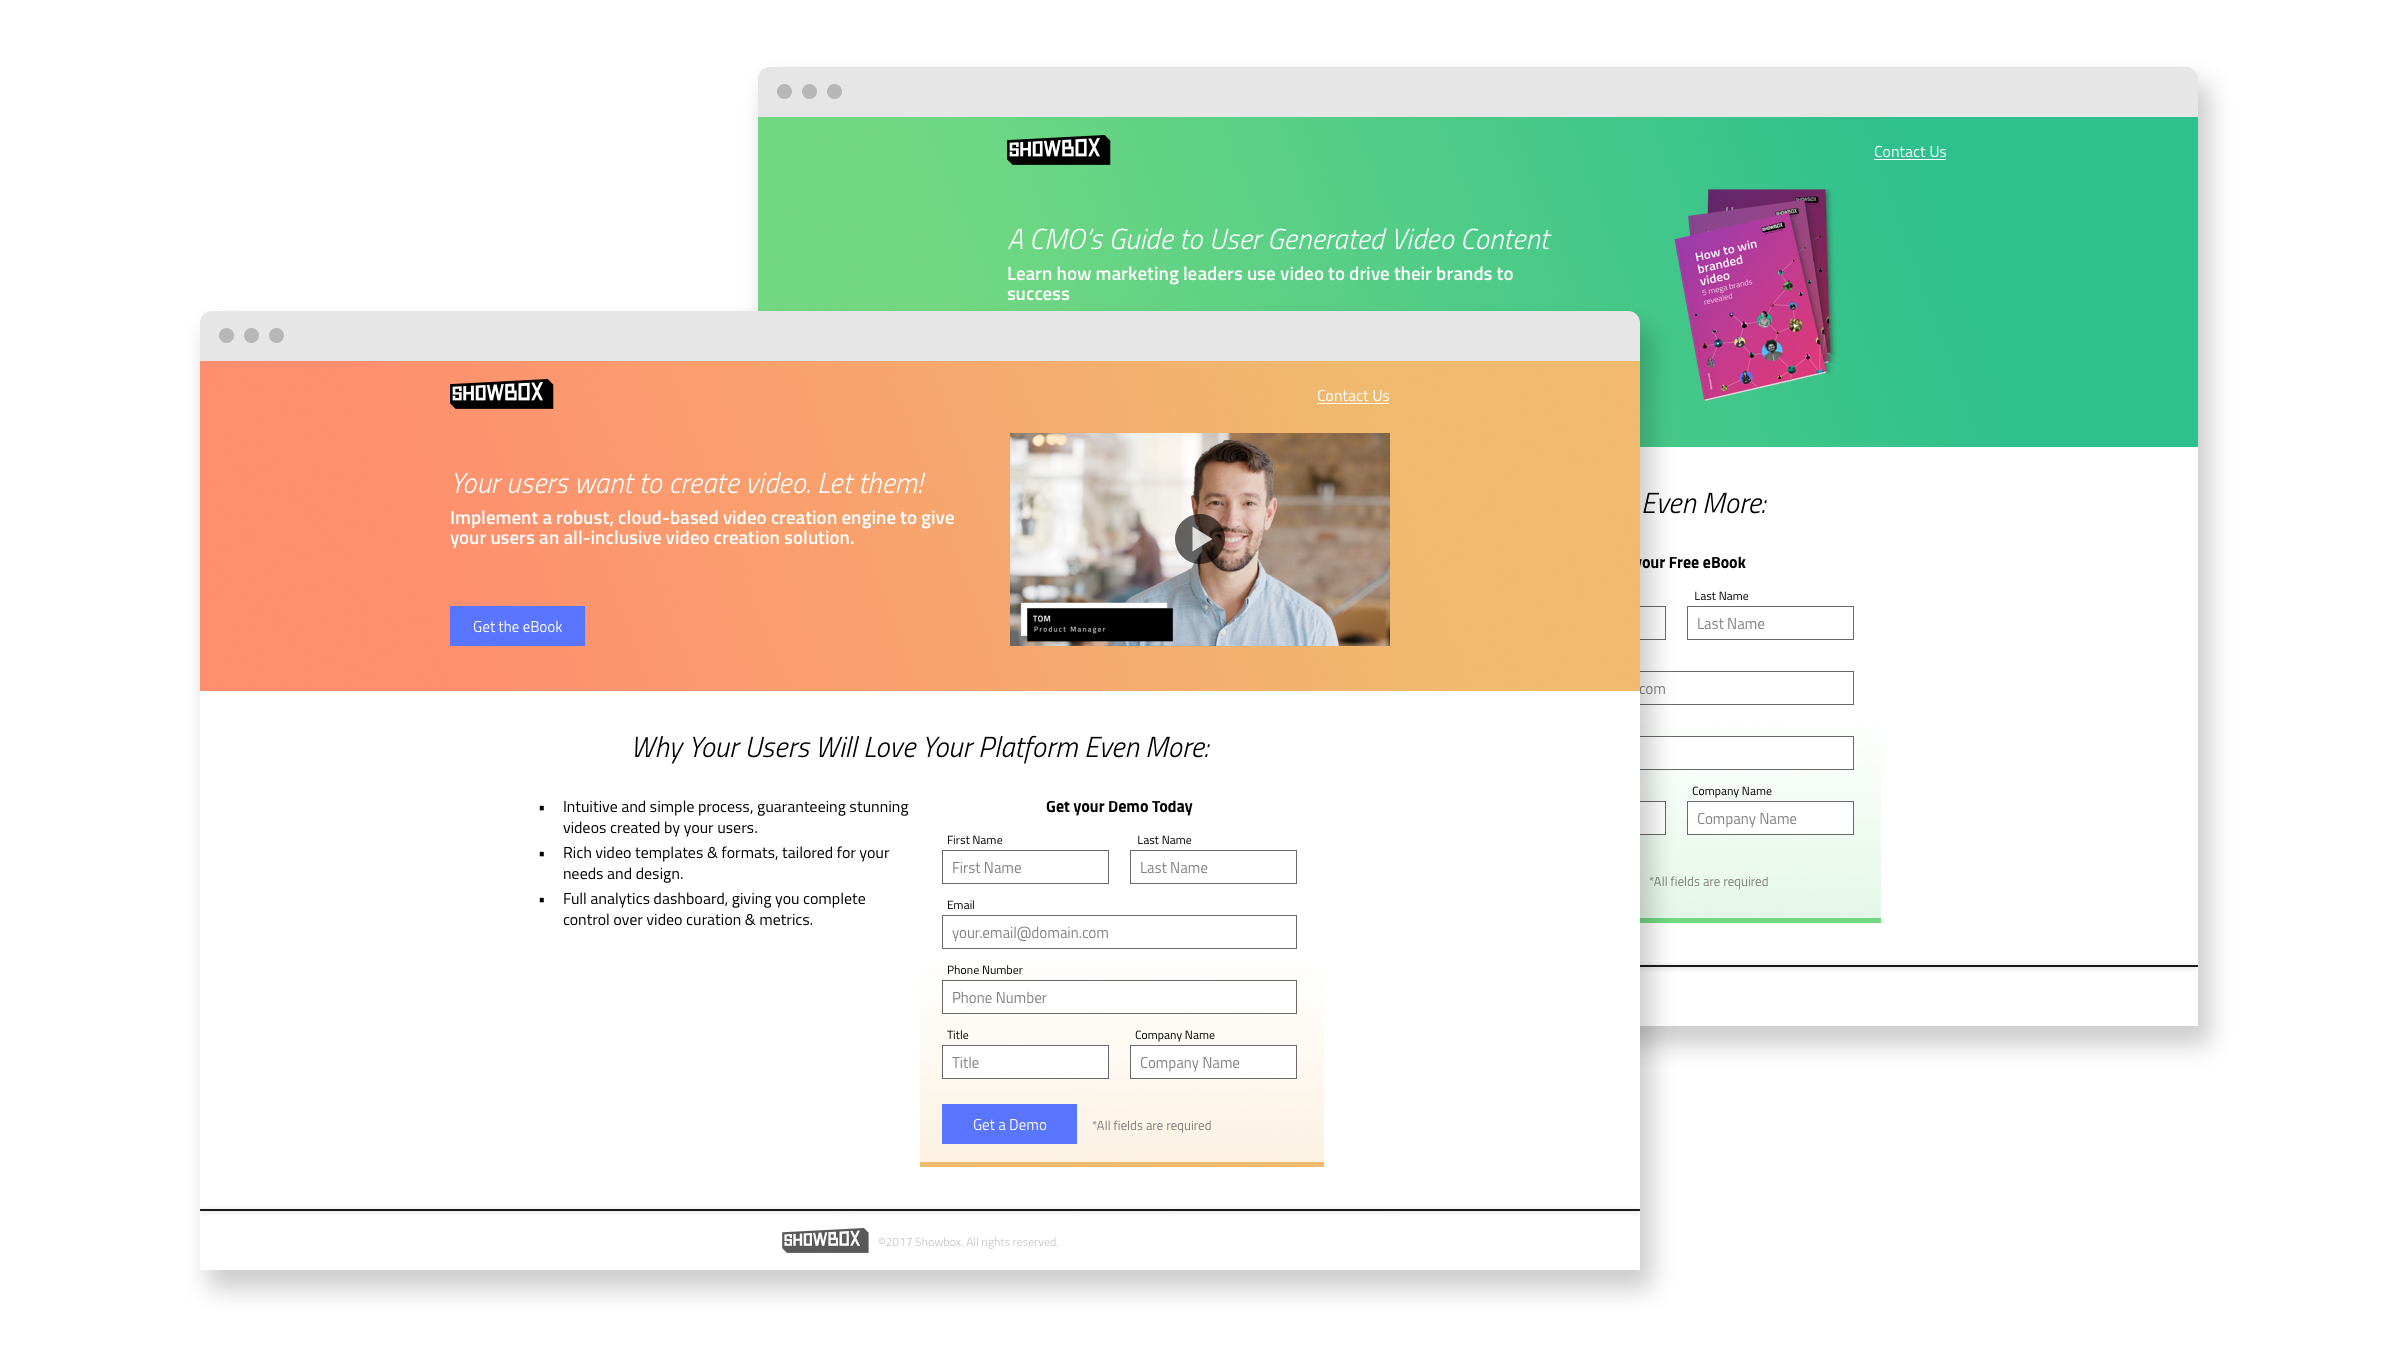 SHOWBOX
Contact Us
A CMO's Guide to User Generated Video Content
Learn how marketing leaders use video to drive their brands to
success
SHOWBOX
SHOWBOX
SHOWBOX
How to win
branded
video
5 mega brands
revealed
Even More:
your Free eBook
Last Name
Last Name
.com
Company Name
Company Name
*All fields are required
SHOWBOX
Contact Us
Your users want to create video. Let them!
Implement a robust, cloud-based video creation engine to give
your users an all-inclusive video creation solution.
Get the eBook
TOM
Product Manager
Why Your Users Will Love Your Platform Even More:
▪ Intuitive and simple process, guaranteeing stunning
videos created by your users.
▪ Rich video templates & formats, tailored for your
needs and design.
▪ Full analytics dashboard, giving you complete
control over video curation & metrics.
Get your Demo Today
First Name Last Name
First Name Last Name
Email
your.email@domain.com
Phone Number
Phone Number
Title Company Name
Title Company Name
Get a Demo *All fields are required
SHOWBOX ©2017 Showbox. All rights reserved.